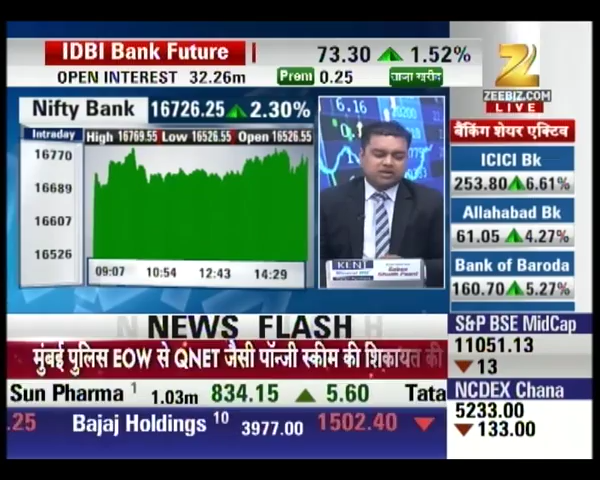 IDBI Bank Future
73.30 1.52%
OPEN INTEREST 32.26m Prem 0.25 ताजा खरीद
ZEEBIZ.COM
LIVE
Nifty Bank 16726.25 2.30%
Intraday High 16769.55 Low 16526.55 Open 16526.55
16770
16689
16607
16526
09:07 10:54 12:43 14:29
6.16
बैंकिंग शेयर एक्टिव
ICICI Bk
253.80 6.61%
Allahabad Bk
61.05 4.27%
Bank of Baroda
160.70 5.27%
NEWS FLASH
मुंबई पुलिस EOW से QNET जैसी पॉन्जी स्कीम की शिकायत की
S&P BSE MidCap
11051.13
13
NCDEX Chana
5233.00
133.00
Sun Pharma 1 1.03m 834.15 5.60 Tata
.25 Bajaj Holdings 10 3977.00 1502.40